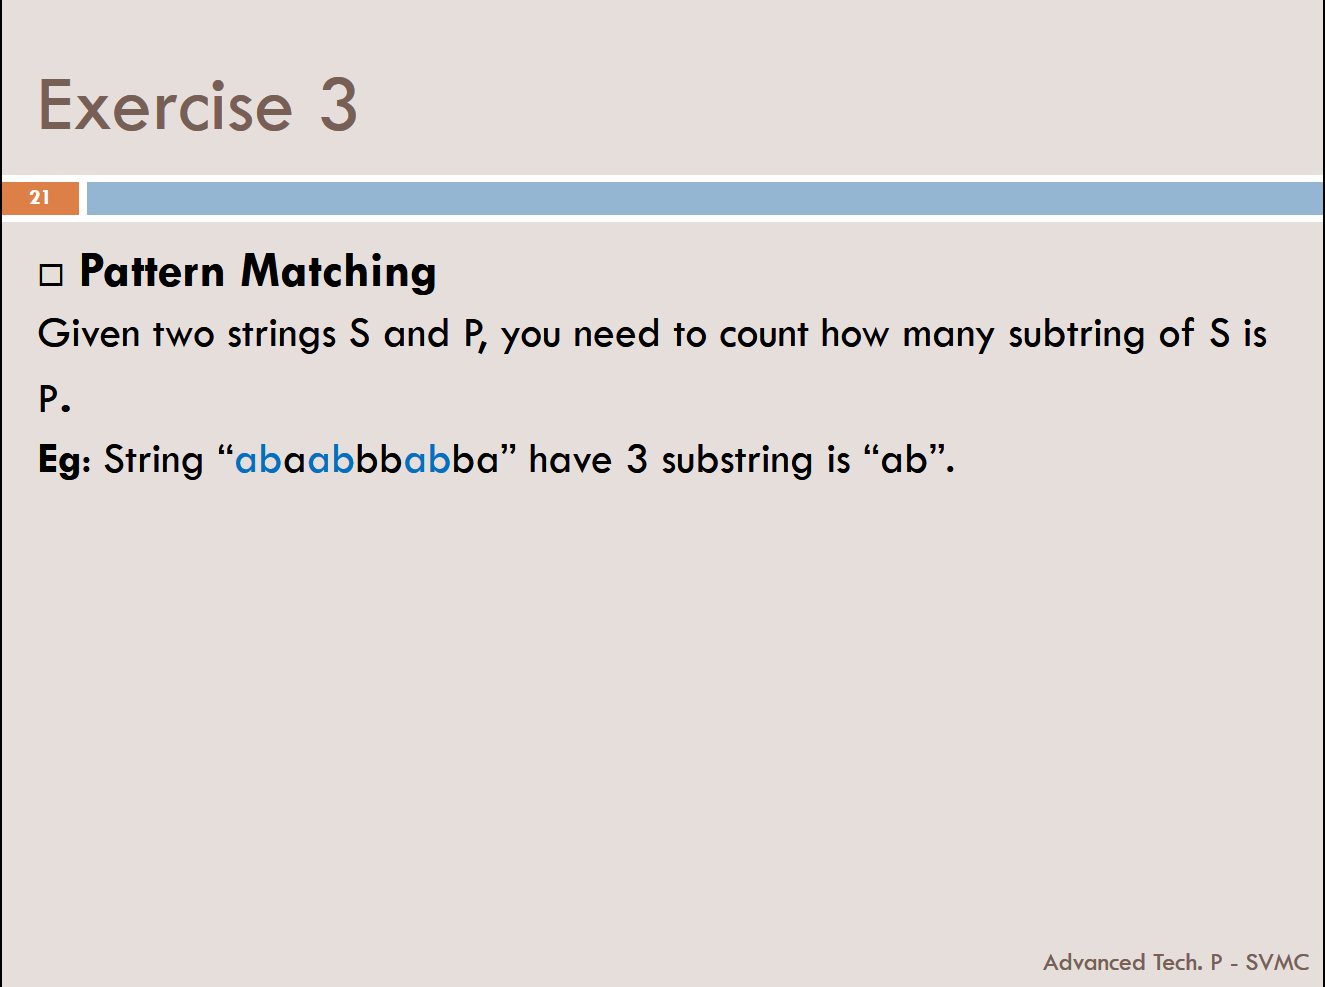 Exercise 3
21
□ Pattern Matching
Given two strings S and P, you need to count how many subtring of S is
P.
Eg: String “abaabbbabba” have 3 substring is “ab”.
Advanced Tech. P - SVMC